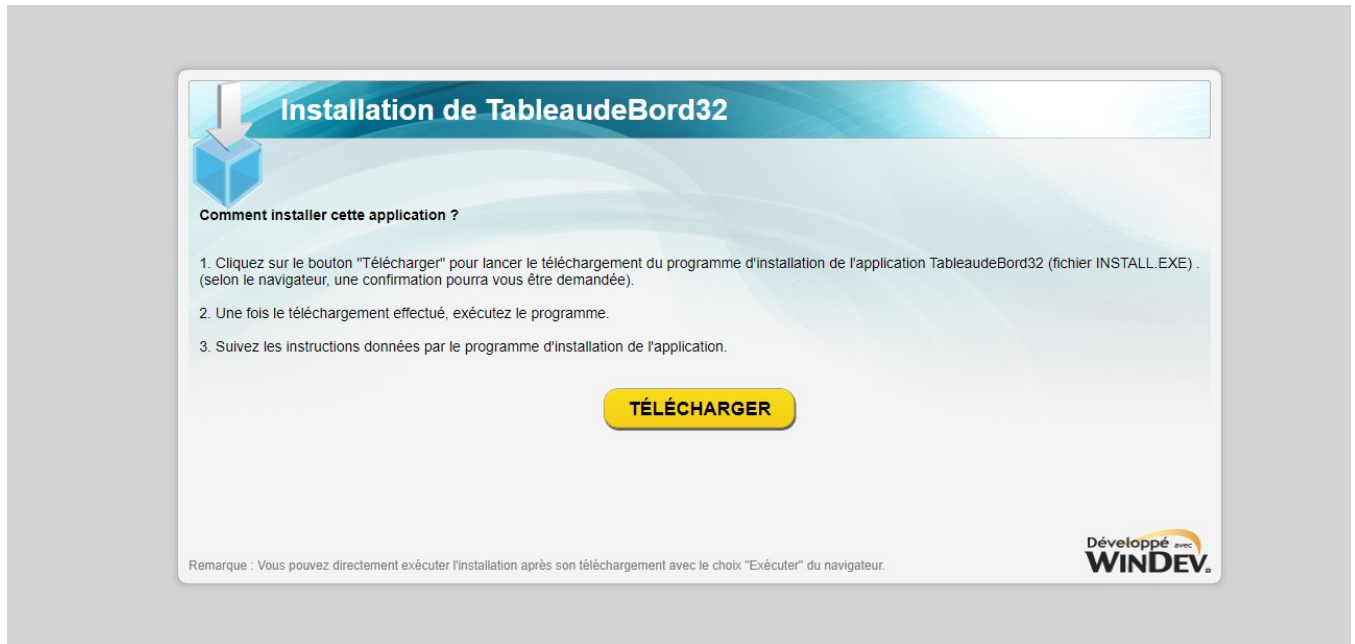 Installation de TableaudeBord32
Comment installer cette application ?
1. Cliquez sur le bouton "Télécharger" pour lancer le téléchargement du programme d'installation de l'application TableaudeBord32 (fichier INSTALL.EXE) .
(selon le navigateur, une confirmation pourra vous être demandée).
2. Une fois le téléchargement effectué, exécutez le programme.
3. Suivez les instructions données par le programme d'installation de l'application.
TÉLÉCHARGER
Développé avec
WINDEV®
Remarque : Vous pouvez directement exécuter l'installation après son téléchargement avec le choix "Exécuter" du navigateur.